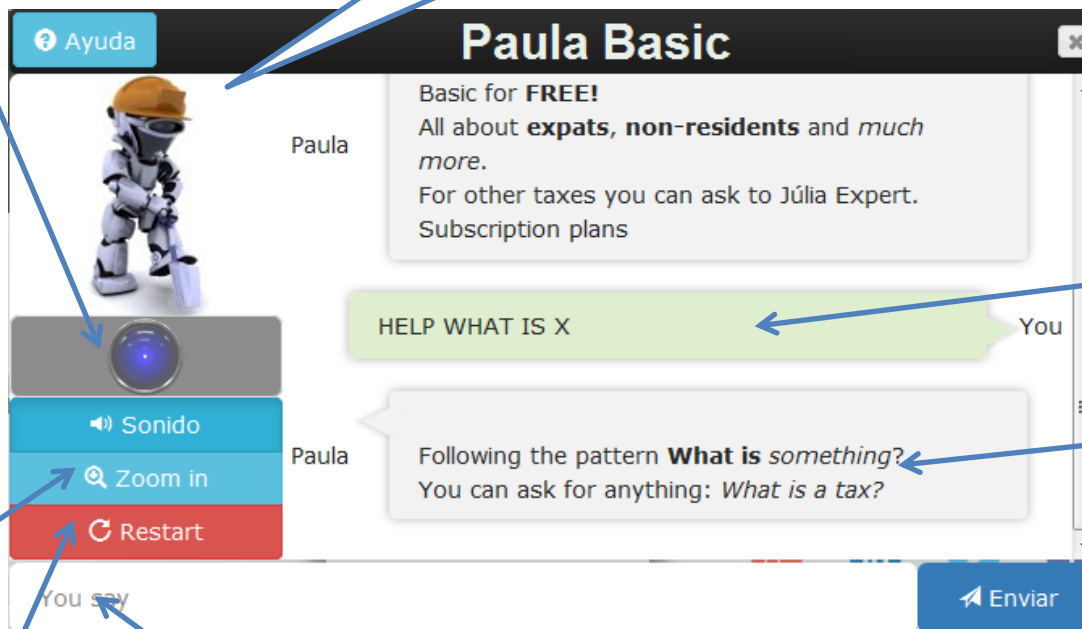 Ayuda
Paula Basic
Paula
Basic for FREE!
All about expats, non-residents and much
more.
For other taxes you can ask to Júlia Expert.
Subscription plans
HELP WHAT IS X
You
Sonido
Zoom in
Restart
Paula
Following the pattern What is something?
You can ask for anything: What is a tax?
You say
Enviar